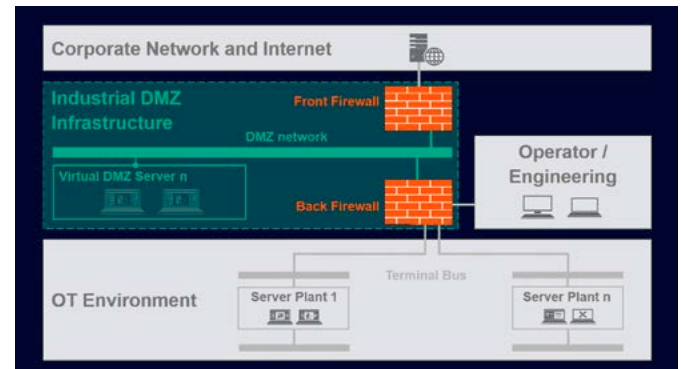 Corporate Network and Internet
Industrial DMZ
Infrastructure
Front Firewall
DMZ network
Virtual DMZ Server n
Back Firewall
Operator /
Engineering
Terminal Bus
OT Environment
Server Plant 1
Server Plant n